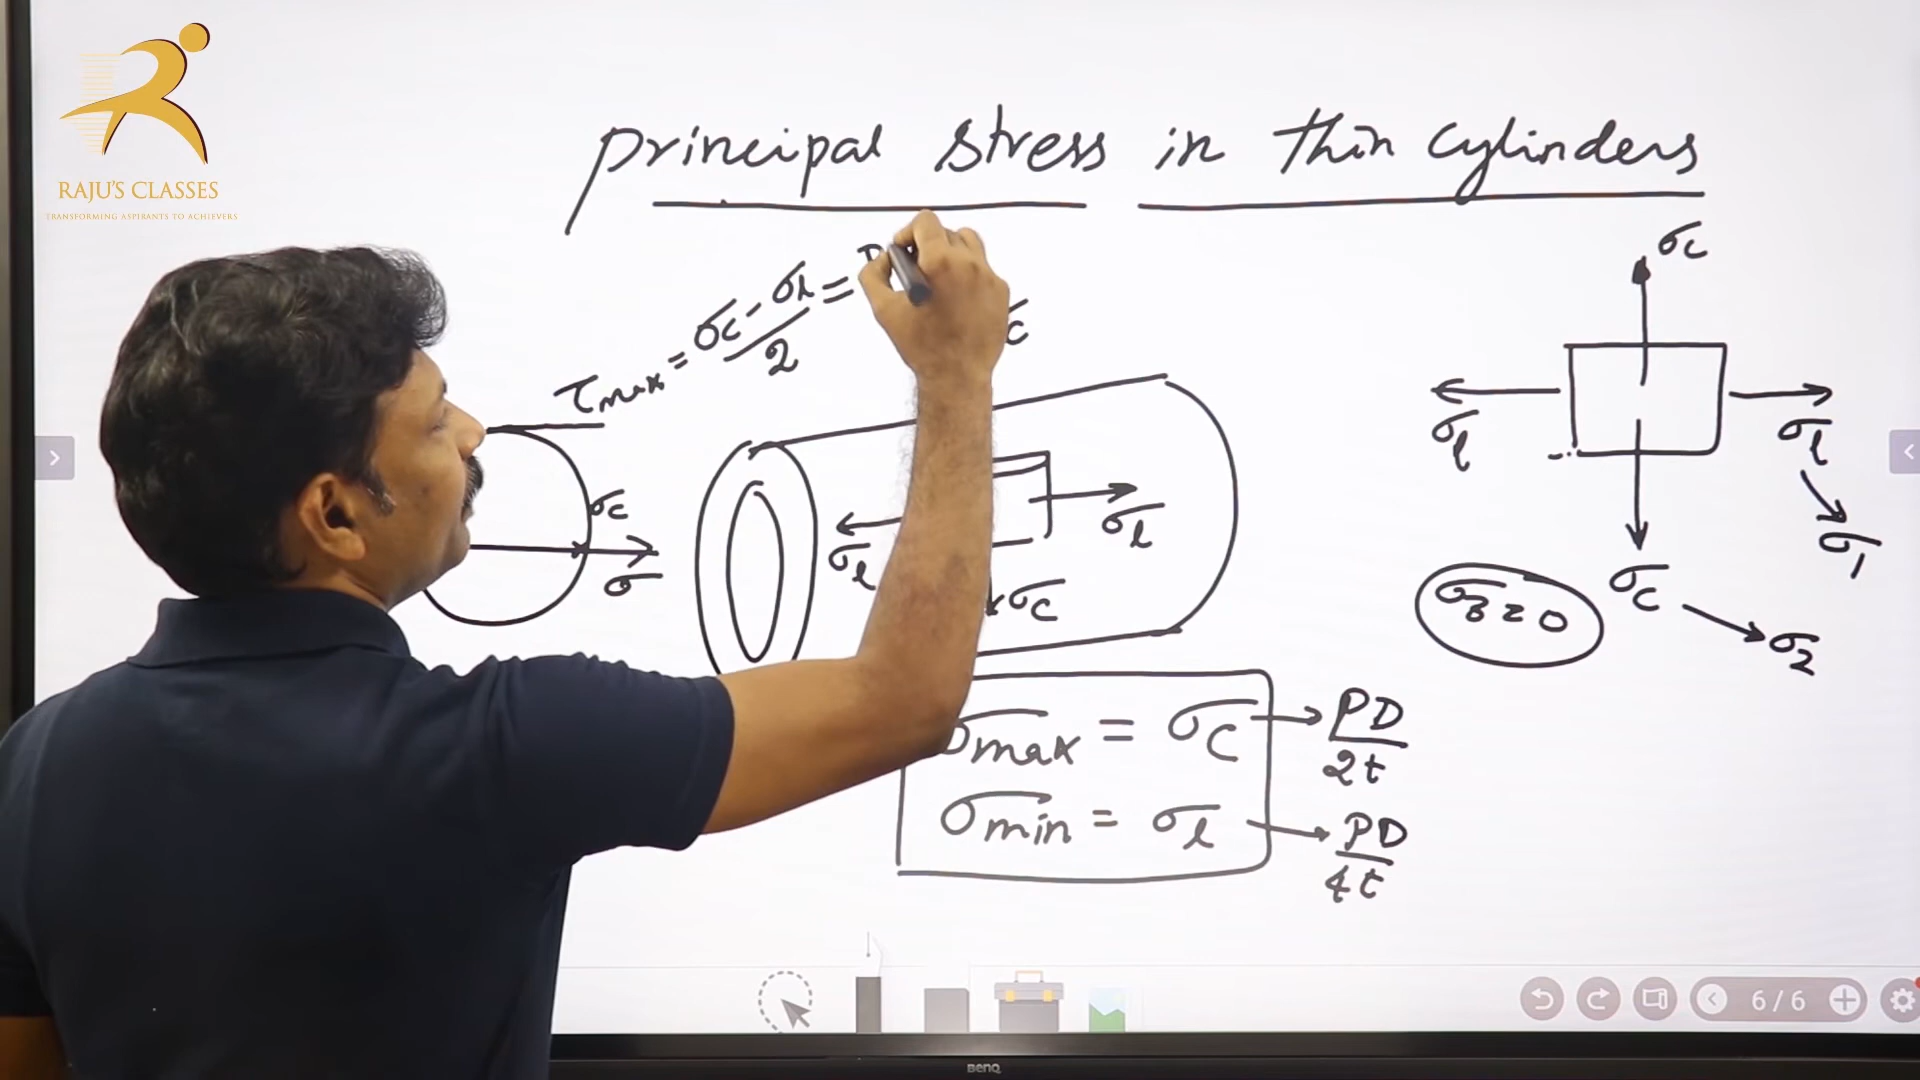 RAJU'S CLASSES
TRANSFORMING ASPIRANTS TO ACHIEVERS
principal stress in thin cylinders
τmax = σc - σl / 2 = P
σc
σ
σl
σl
σc
σc
σl
σl
σc
σ1
σ2
σ3 = 0
σmax = σc → PD/2t
σmin = σl → PD/4t
6/6
BenQ